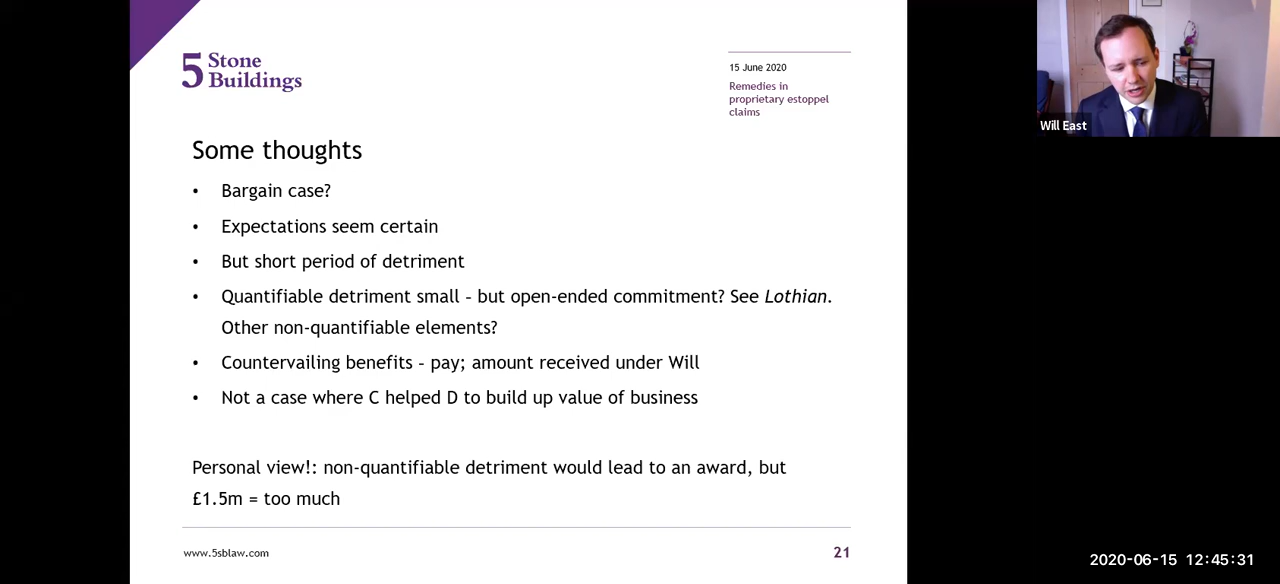 5 Stone
Buildings
15 June 2020
Remedies in
proprietary estoppel
claims
Some thoughts
• Bargain case?
• Expectations seem certain
• But short period of detriment
• Quantifiable detriment small – but open-ended commitment? See Lothian.
Other non-quantifiable elements?
• Countervailing benefits – pay; amount received under Will
• Not a case where C helped D to build up value of business
Personal view!: non-quantifiable detriment would lead to an award, but
£1.5m = too much
www.5sblaw.com
21
Will East
2020-06-15 12:45:31